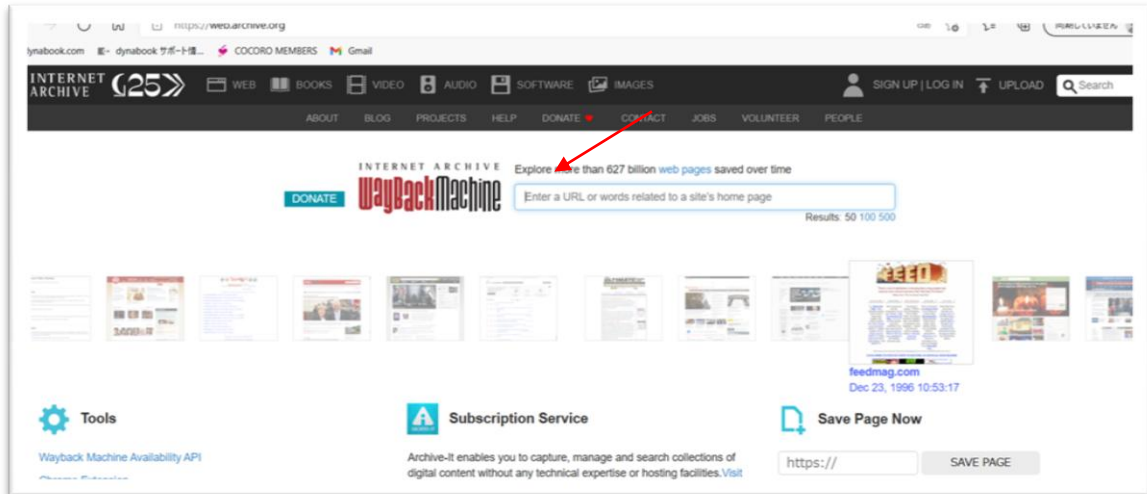 https://web.archive.org
dynabook.com dynabook サポート情... COCORO MEMBERS Gmail
INTERNET ARCHIVE 25 WEB BOOKS VIDEO AUDIO SOFTWARE IMAGES SIGN UP | LOG IN UPLOAD Search
ABOUT BLOG PROJECTS HELP DONATE CONTACT JOBS VOLUNTEER PEOPLE
INTERNET ARCHIVE
WayBackMachine
DONATE
Explore more than 627 billion web pages saved over time
Enter a URL or words related to a site's home page
Results: 50 100 500
FEED
feedmag.com
Dec 23, 1996 10:53:17
Tools
Wayback Machine Availability API
Chrome Extension
Subscription Service
Archive-It enables you to capture, manage and search collections of
digital content without any technical expertise or hosting facilities. Visit
Save Page Now
https://
SAVE PAGE